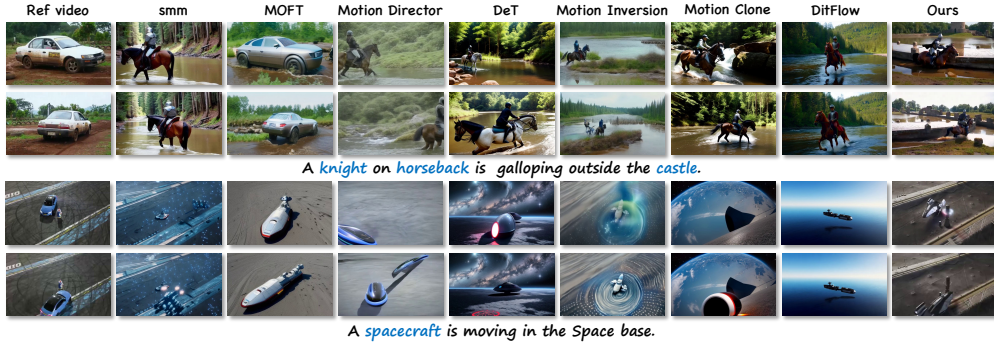 Ref video smm MOFT Motion Director DeT Motion Inversion Motion Clone DitFlow Ours
A knight on horseback is galloping outside the castle.
A spacecraft is moving in the Space base.